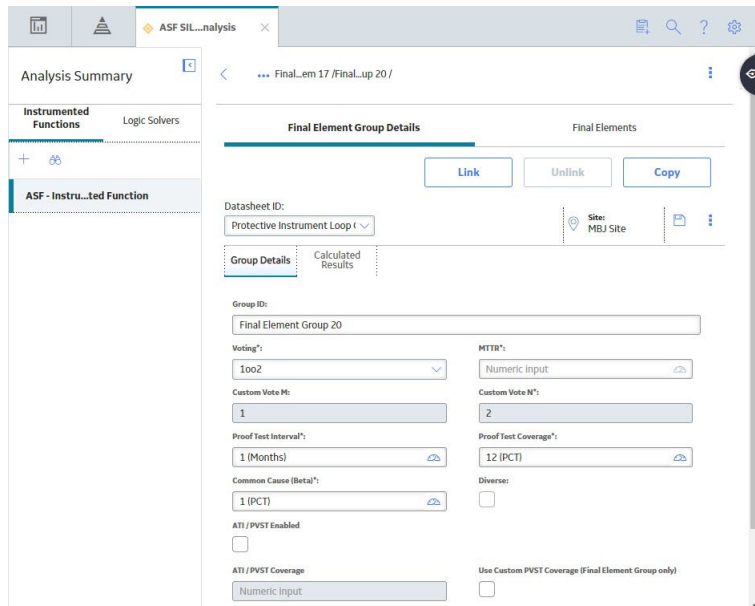 ASF SIL...nalysis
Analysis Summary
Final...em 17 /Final...up 20 /
Instrumented Functions
Logic Solvers
ASF - Instru...ted Function
Final Element Group Details
Final Elements
Link
Unlink
Copy
Datasheet ID:
Protective Instrument Loop (
Site:
MBJ Site
Group Details
Calculated Results
Group ID:
Final Element Group 20
Voting*:
MTTR*:
1oo2
Numeric input
Custom Vote M:
Custom Vote N*:
1
2
Proof Test Interval*:
Proof Test Coverage*:
1 (Months)
12 (PCT)
Common Cause (Beta)*:
Diverse:
1 (PCT)
ATI / PVST Enabled
ATI / PVST Coverage
Use Custom PVST Coverage (Final Element Group only)
Numeric input